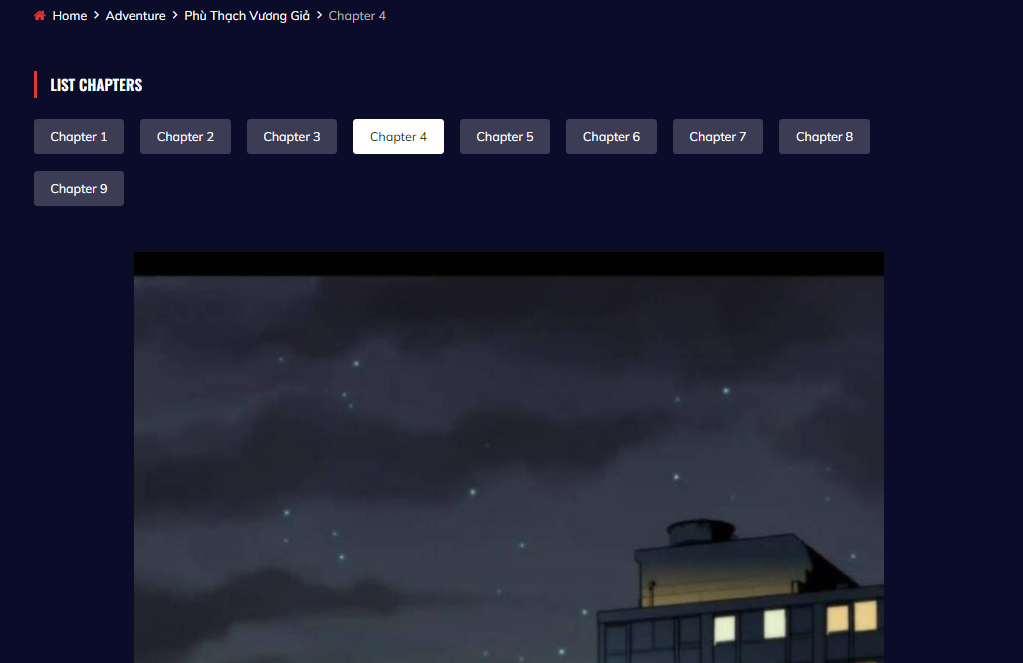 Home > Adventure > Phù Thạch Vương Giả > Chapter 4
LIST CHAPTERS
Chapter 1 Chapter 2 Chapter 3 Chapter 4 Chapter 5 Chapter 6 Chapter 7 Chapter 8
Chapter 9